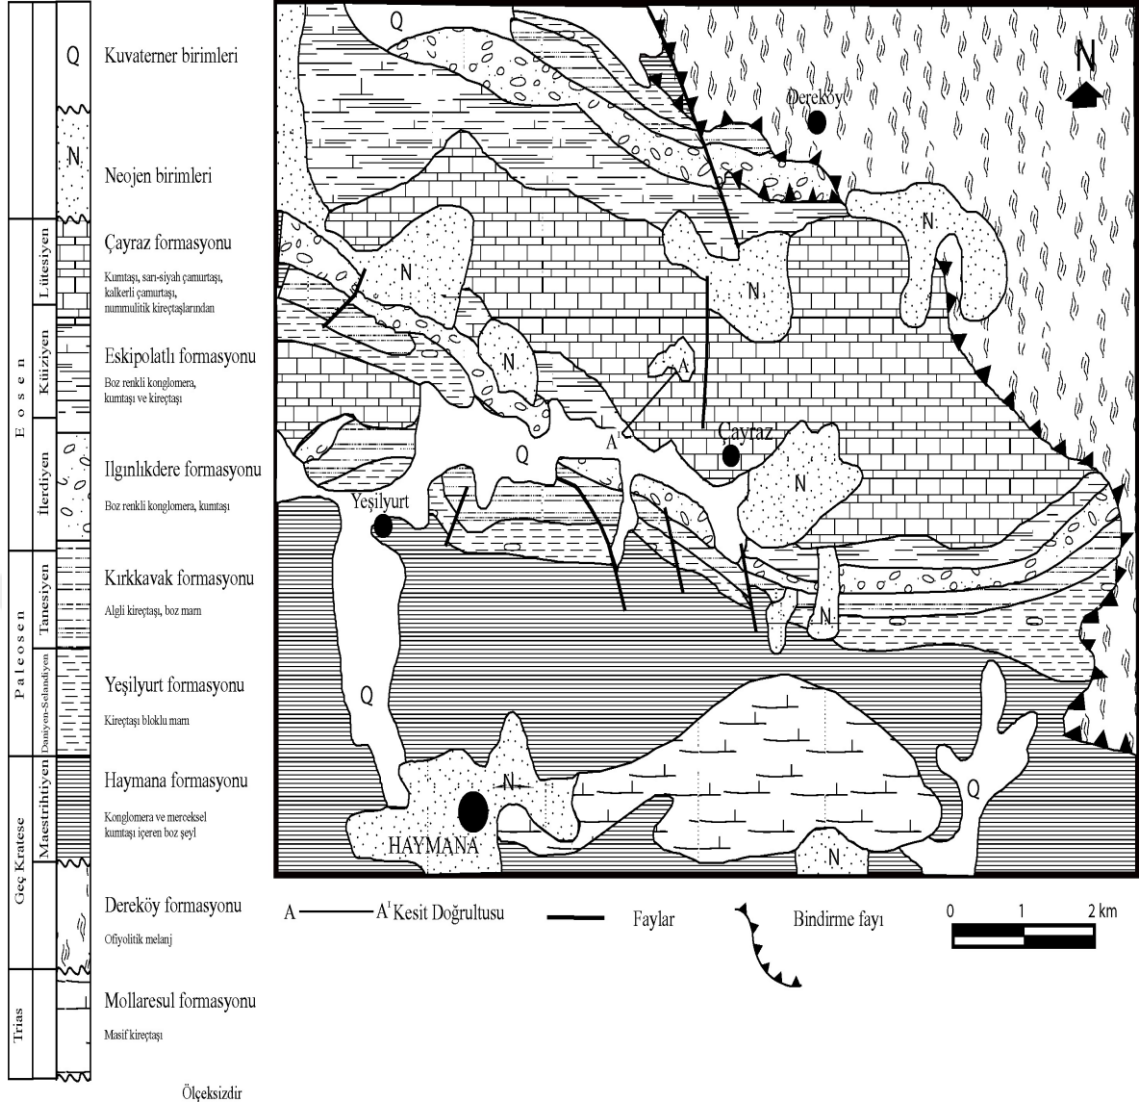 Q
Kuvaterner birimleri
N
Neojen birimleri
Eosen
Lütesiyen
Çayraz formasyonu
Kumtaşı, sarı-siyah çamurtaşı,
kalkerli çamurtaşı,
nummulitik kireçtaşlarından
Küiziyen
Eskipolatlı formasyonu
Boz renkli konglomera,
kumtaşı ve kireçtaşı
İlerdiyen
Ilgınlıkdere formasyonu
Boz renkli konglomera, kumtaşı
Paleosen
Tanesiyen
Kırkkavak formasyonu
Algli kireçtaşı, boz marn
Daniyen-Selandiyen
Yeşilyurt formasyonu
Kireçtaşı bloklu marn
Geç Kratese
Maestrihtiyen
Haymana formasyonu
Konglomera ve merceksel
kumtaşı içeren boz şeyl
Dereköy formasyonu
Ofiyolitik melanj
Trias
Mollaresul formasyonu
Masif kireçtaşı
Ölçeksizdir
Q
N
Dereköy
N
N
N
N
A
A¹
Çayraz
Q
N
Yeşilyurt
N
Q
N
Q
HAYMANA
N
A
A¹ Kesit Doğrultusu
Faylar
Bindirme fayı
0 1 2 km